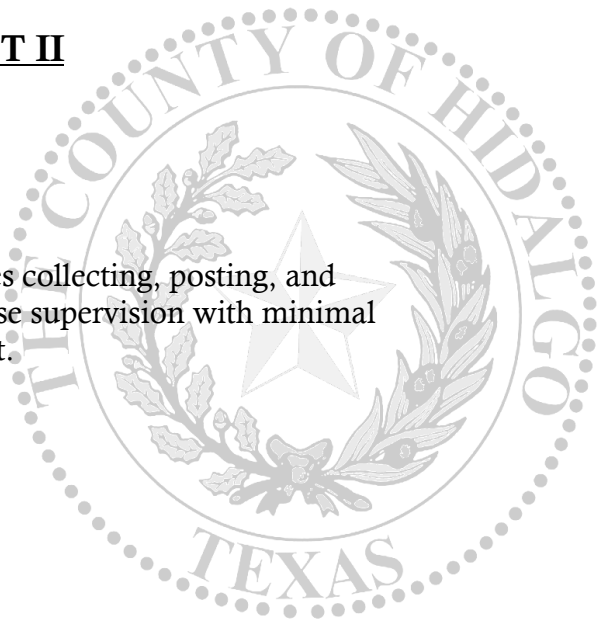 T II
THE COUNTY OF HIDALGO
es collecting, posting, and
se supervision with minimal
t.
TEXAS